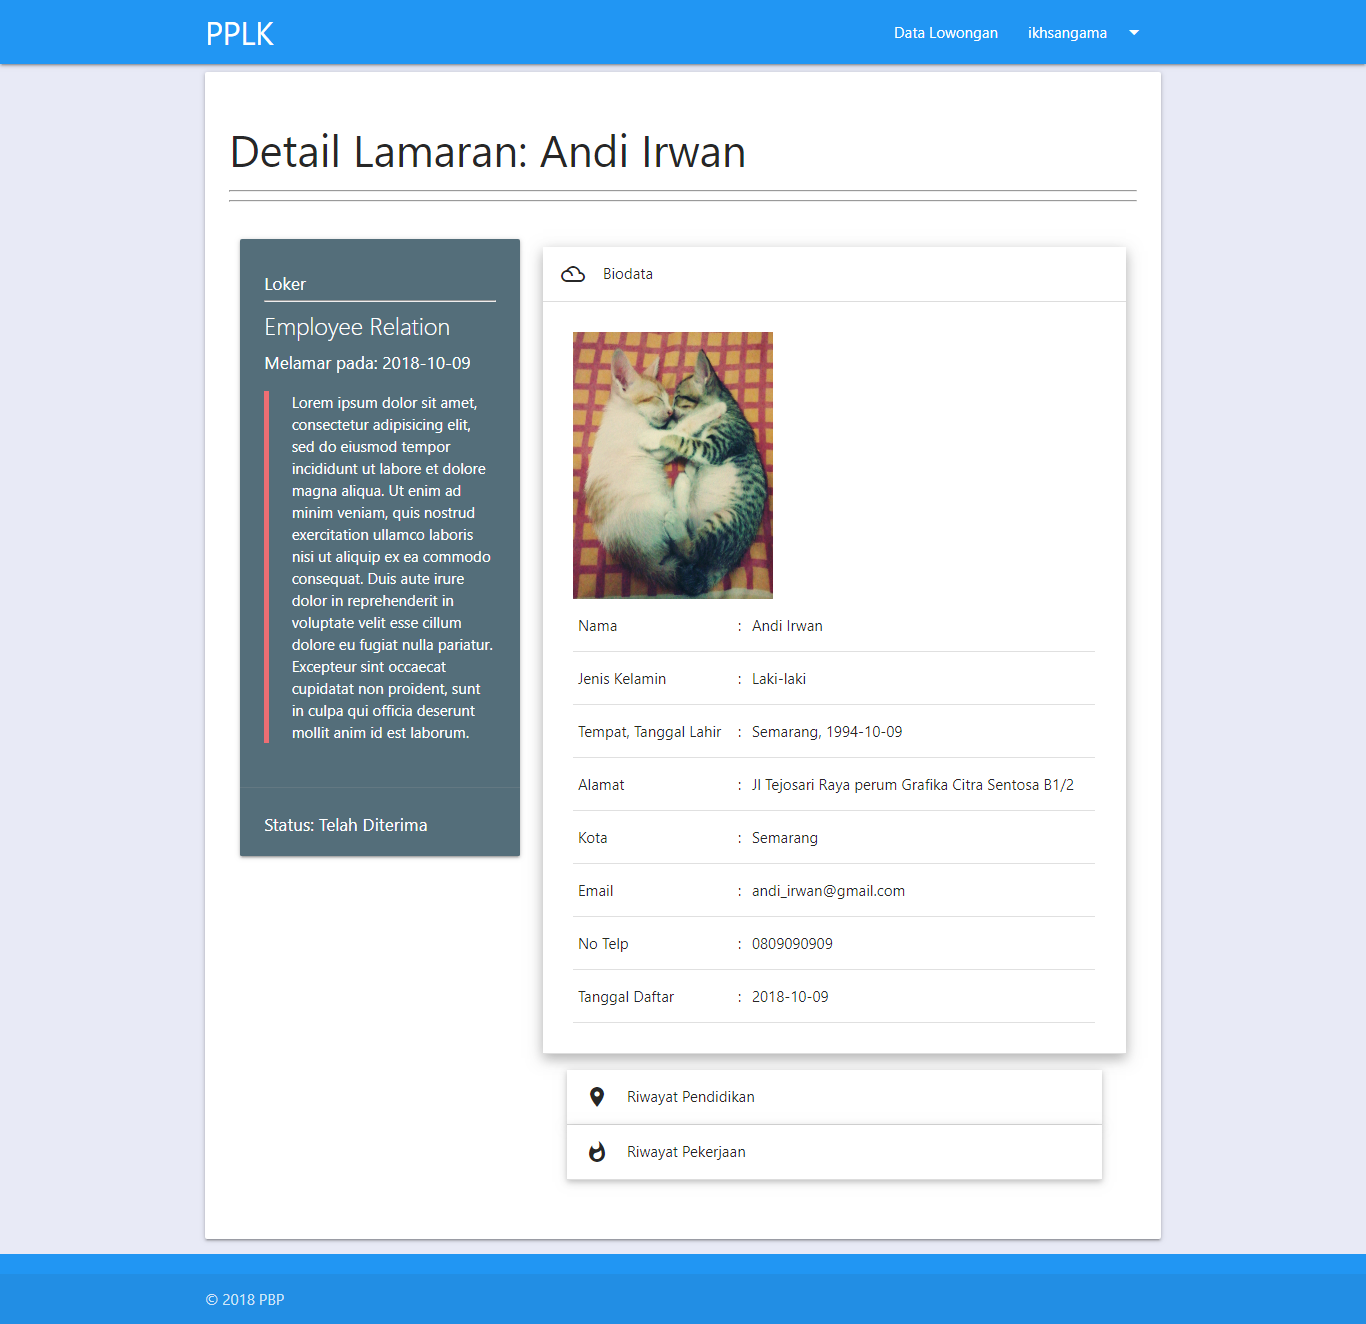 PPLK
Data Lowongan
ikhsangama
Detail Lamaran: Andi Irwan
Loker
Employee Relation
Melamar pada: 2018-10-09
Lorem ipsum dolor sit amet,
consectetur adipisicing elit,
sed do eiusmod tempor
incididunt ut labore et dolore
magna aliqua. Ut enim ad
minim veniam, quis nostrud
exercitation ullamco laboris
nisi ut aliquip ex ea commodo
consequat. Duis aute irure
dolor in reprehenderit in
voluptate velit esse cillum
dolore eu fugiat nulla pariatur.
Excepteur sint occaecat
cupidatat non proident, sunt
in culpa qui officia deserunt
mollit anim id est laborum.
Status: Telah Diterima
Biodata
Nama : Andi Irwan
Jenis Kelamin : Laki-laki
Tempat, Tanggal Lahir : Semarang, 1994-10-09
Alamat : Jl Tejosari Raya perum Grafika Citra Sentosa B1/2
Kota : Semarang
Email : andi_irwan@gmail.com
No Telp : 0809090909
Tanggal Daftar : 2018-10-09
Riwayat Pendidikan
Riwayat Pekerjaan
© 2018 PBP